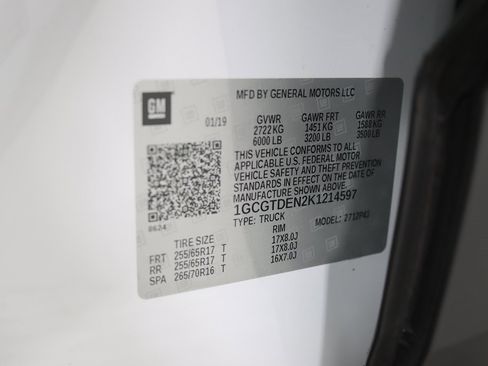 GM
MFD BY GENERAL MOTORS LLC
01/19 GVWR GAWR FRT GAWR RR
2722 KG 1451 KG 1588 KG
6000 LB 3200 LB 3500 LB
THIS VEHICLE CONFORMS TO ALL
APPLICABLE U.S. FEDERAL MOTOR
VEHICLE SAFETY AND THEFT PREVENTION
STANDARDS IN EFFECT ON THE DATE OF
MANUFACTURE SHOWN ABOVE.
1GCGTDEN2K1214597
TYPE: TRUCK MODEL: 2712P43
8624
TIRE SIZE RIM
FRT 255/65R17 T 17X8.0J
RR 255/65R17 T 17X8.0J
SPA 265/70R16 T 16X7.0J